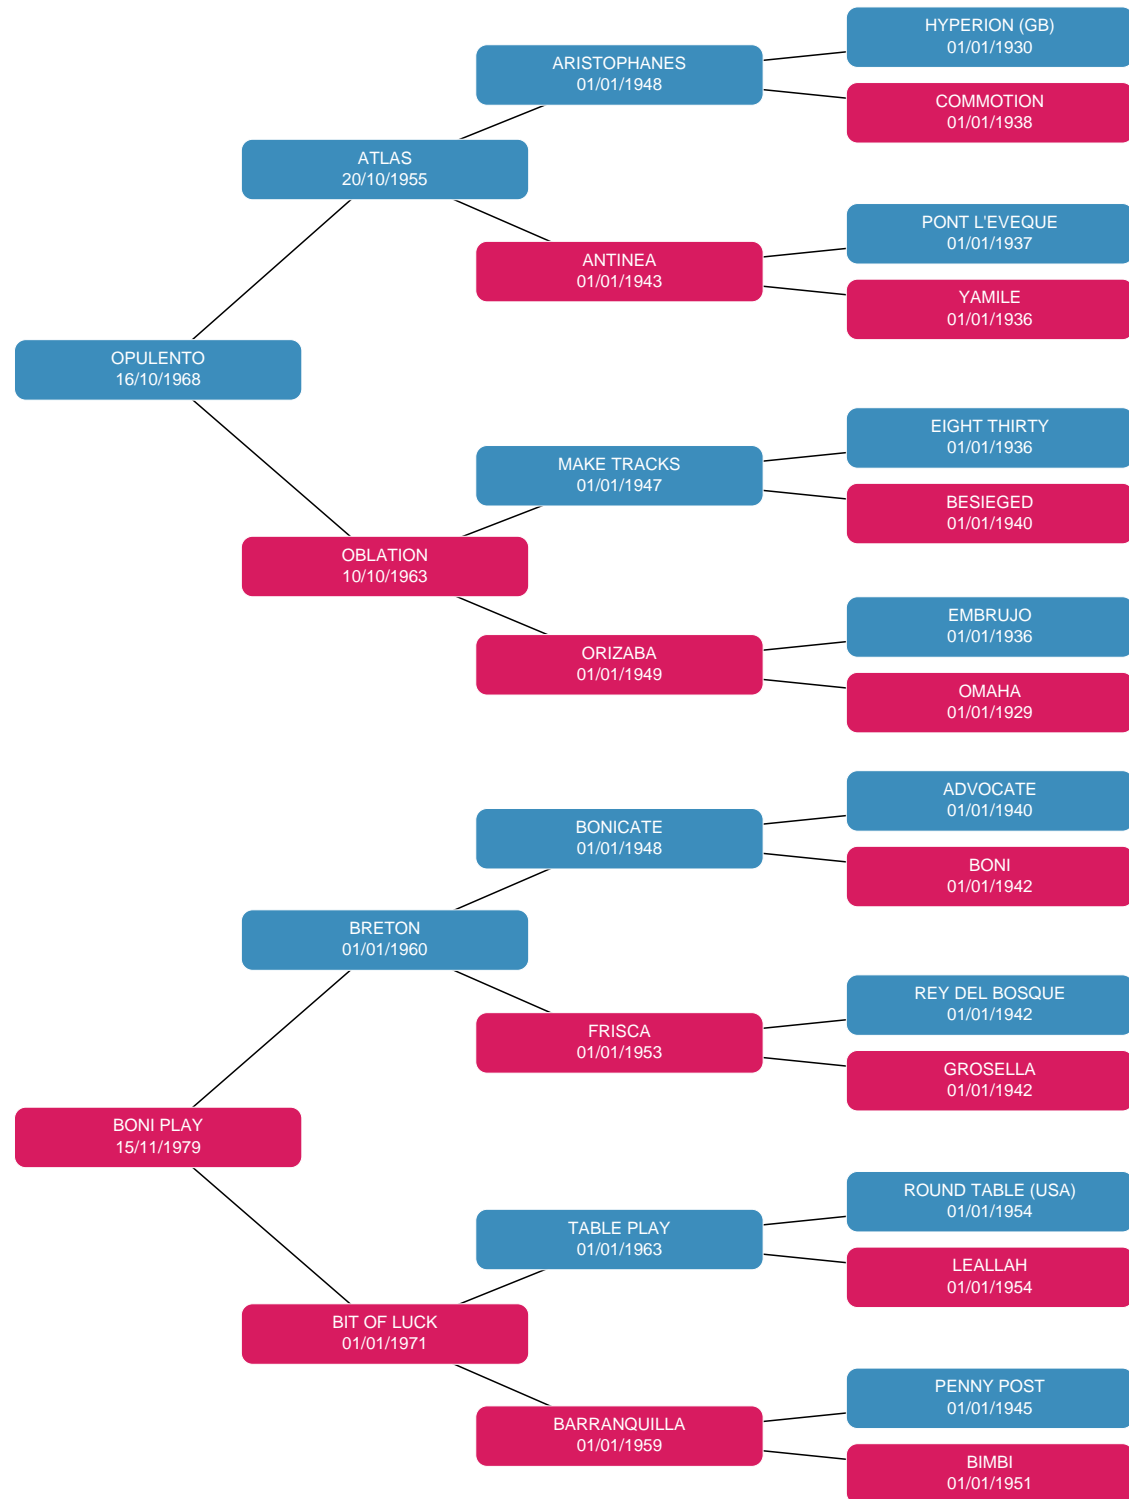 HYPERION (GB)
01/01/1930
ARISTOPHANES
01/01/1948
COMMOTION
01/01/1938
ATLAS
20/10/1955
PONT L'EVEQUE
01/01/1937
ANTINEA
01/01/1943
YAMILE
01/01/1936
OPULENTO
16/10/1968
EIGHT THIRTY
01/01/1936
MAKE TRACKS
01/01/1947
BESIEGED
01/01/1940
OBLATION
10/10/1963
EMBRUJO
01/01/1936
ORIZABA
01/01/1949
OMAHA
01/01/1929
ADVOCATE
01/01/1940
BONICATE
01/01/1948
BONI
01/01/1942
BRETON
01/01/1960
REY DEL BOSQUE
01/01/1942
FRISCA
01/01/1953
GROSELLA
01/01/1942
BONI PLAY
15/11/1979
ROUND TABLE (USA)
01/01/1954
TABLE PLAY
01/01/1963
LEALLAH
01/01/1954
BIT OF LUCK
01/01/1971
PENNY POST
01/01/1945
BARRANQUILLA
01/01/1959
BIMBI
01/01/1951